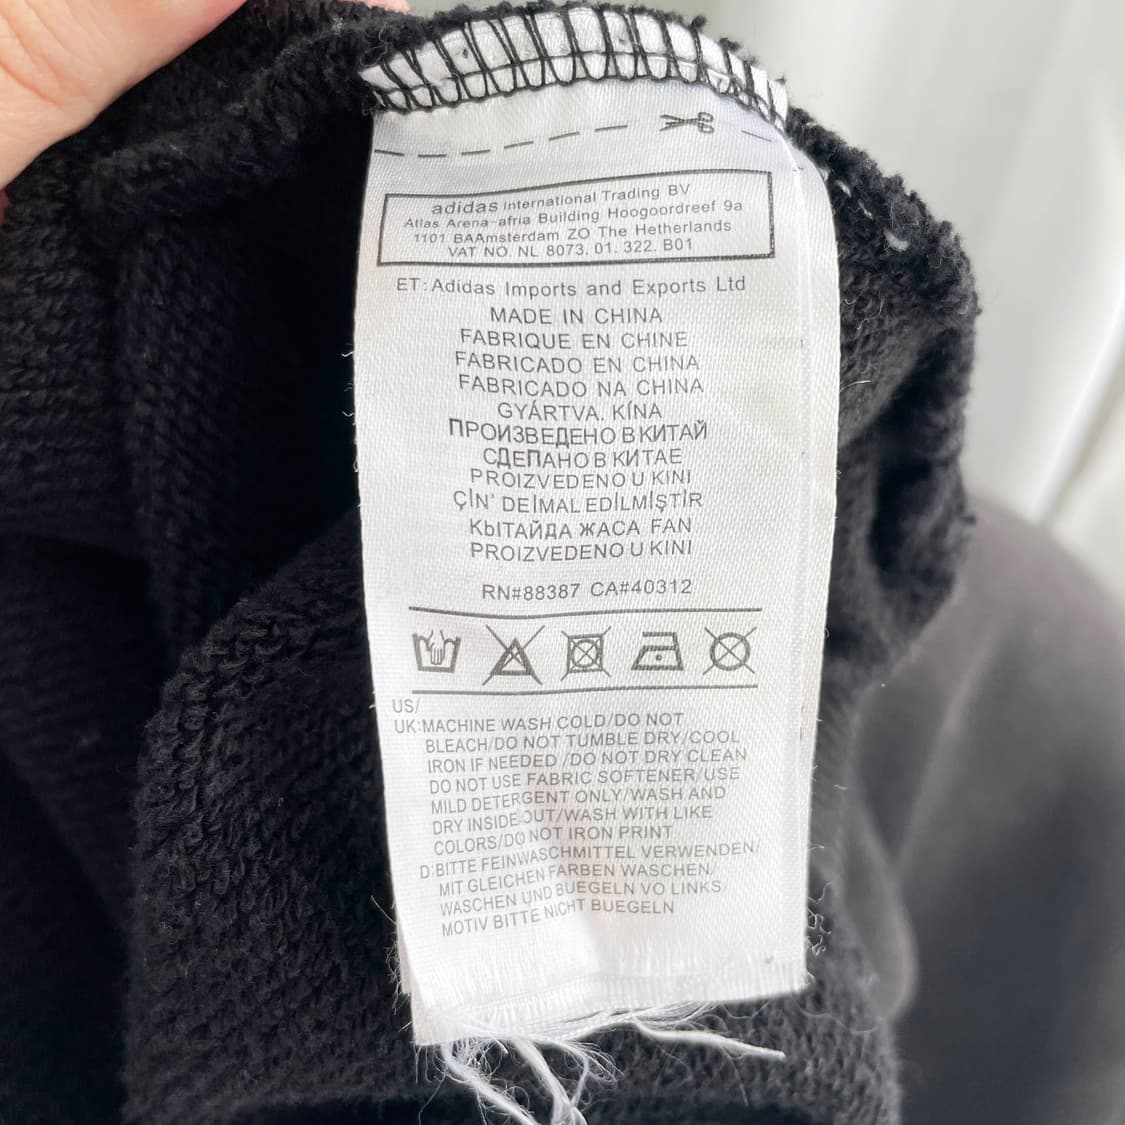 adidas International Trading BV
Atlas Arena-afria Building Hoogoordreef 9a
1101 BAAmsterdam ZO The Hetherlands
VAT NO. NL 8073. 01. 322. B01
ET:Adidas Imports and Exports Ltd
MADE IN CHINA
FABRIQUE EN CHINE
FABRICADO EN CHINA
FABRICADO NA CHINA
GYÁRTVA. KÍNA
ПРОИЗВЕДЕНО В КИТАЙ
СДЕПАНО В КИТАЕ
PROIZVEDENO U KINI
ÇİN' DEİMAL EDİLMİŞTİR
КЫТАЙДА ЖАСА FAN
PROIZVEDENO U KINI
RN#88387 CA#40312
US/
UK:MACHINE WASH COLD/DO NOT
BLEACH/DO NOT TUMBLE DRY/COOL
IRON IF NEEDED /DO NOT DRY CLEAN
DO NOT USE FABRIC SOFTENER/USE
MILD DETERGENT ONLY/WASH AND
DRY INSIDE OUT/WASH WITH LIKE
COLORS/DO NOT IRON PRINT
D:BITTE FEINWASCHMITTEL VERWENDEN/
MIT GLEICHEN FARBEN WASCHEN/
WASCHEN UND BUEGELN VO LINKS/
MOTIV BITTE NICHT BUEGELN